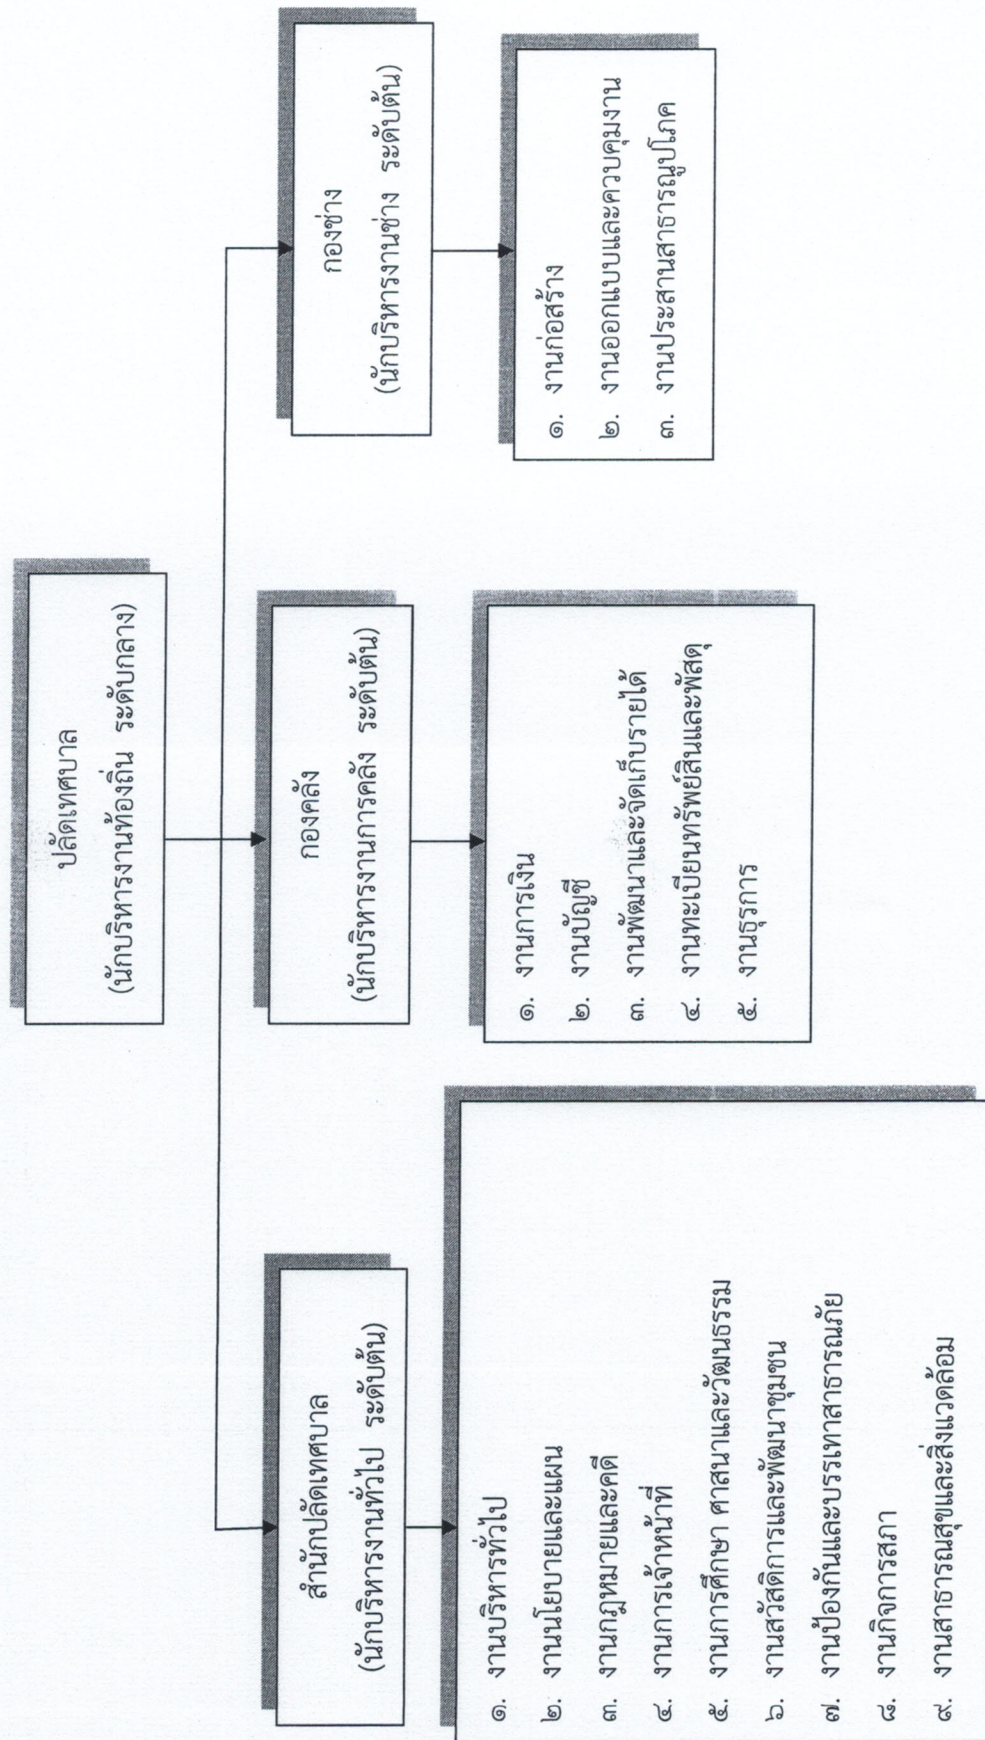 ปลัดเทศบาล
(นักบริหารงานท้องถิ่น ระดับกลาง)
สำนักปลัดเทศบาล
(นักบริหารงานทั่วไป ระดับต้น)
๑. งานบริหารทั่วไป
๒. งานนโยบายและแผน
๓. งานกฎหมายและคดี
๔. งานการเจ้าหน้าที่
๕. งานการศึกษา ศาสนาและวัฒนธรรม
๖. งานสวัสดิการและพัฒนาชุมชน
๗. งานป้องกันและบรรเทาสาธารณภัย
๘. งานกิจการสภา
๙. งานสาธารณสุขและสิ่งแวดล้อม
กองคลัง
(นักบริหารงานการคลัง ระดับต้น)
๑. งานการเงิน
๒. งานบัญชี
๓. งานพัฒนาและจัดเก็บรายได้
๔. งานทะเบียนทรัพย์สินและพัสดุ
๕. งานธุรการ
กองช่าง
(นักบริหารงานช่าง ระดับต้น)
๑. งานก่อสร้าง
๒. งานออกแบบและควบคุมงาน
๓. งานประสานสาธารณูปโภค